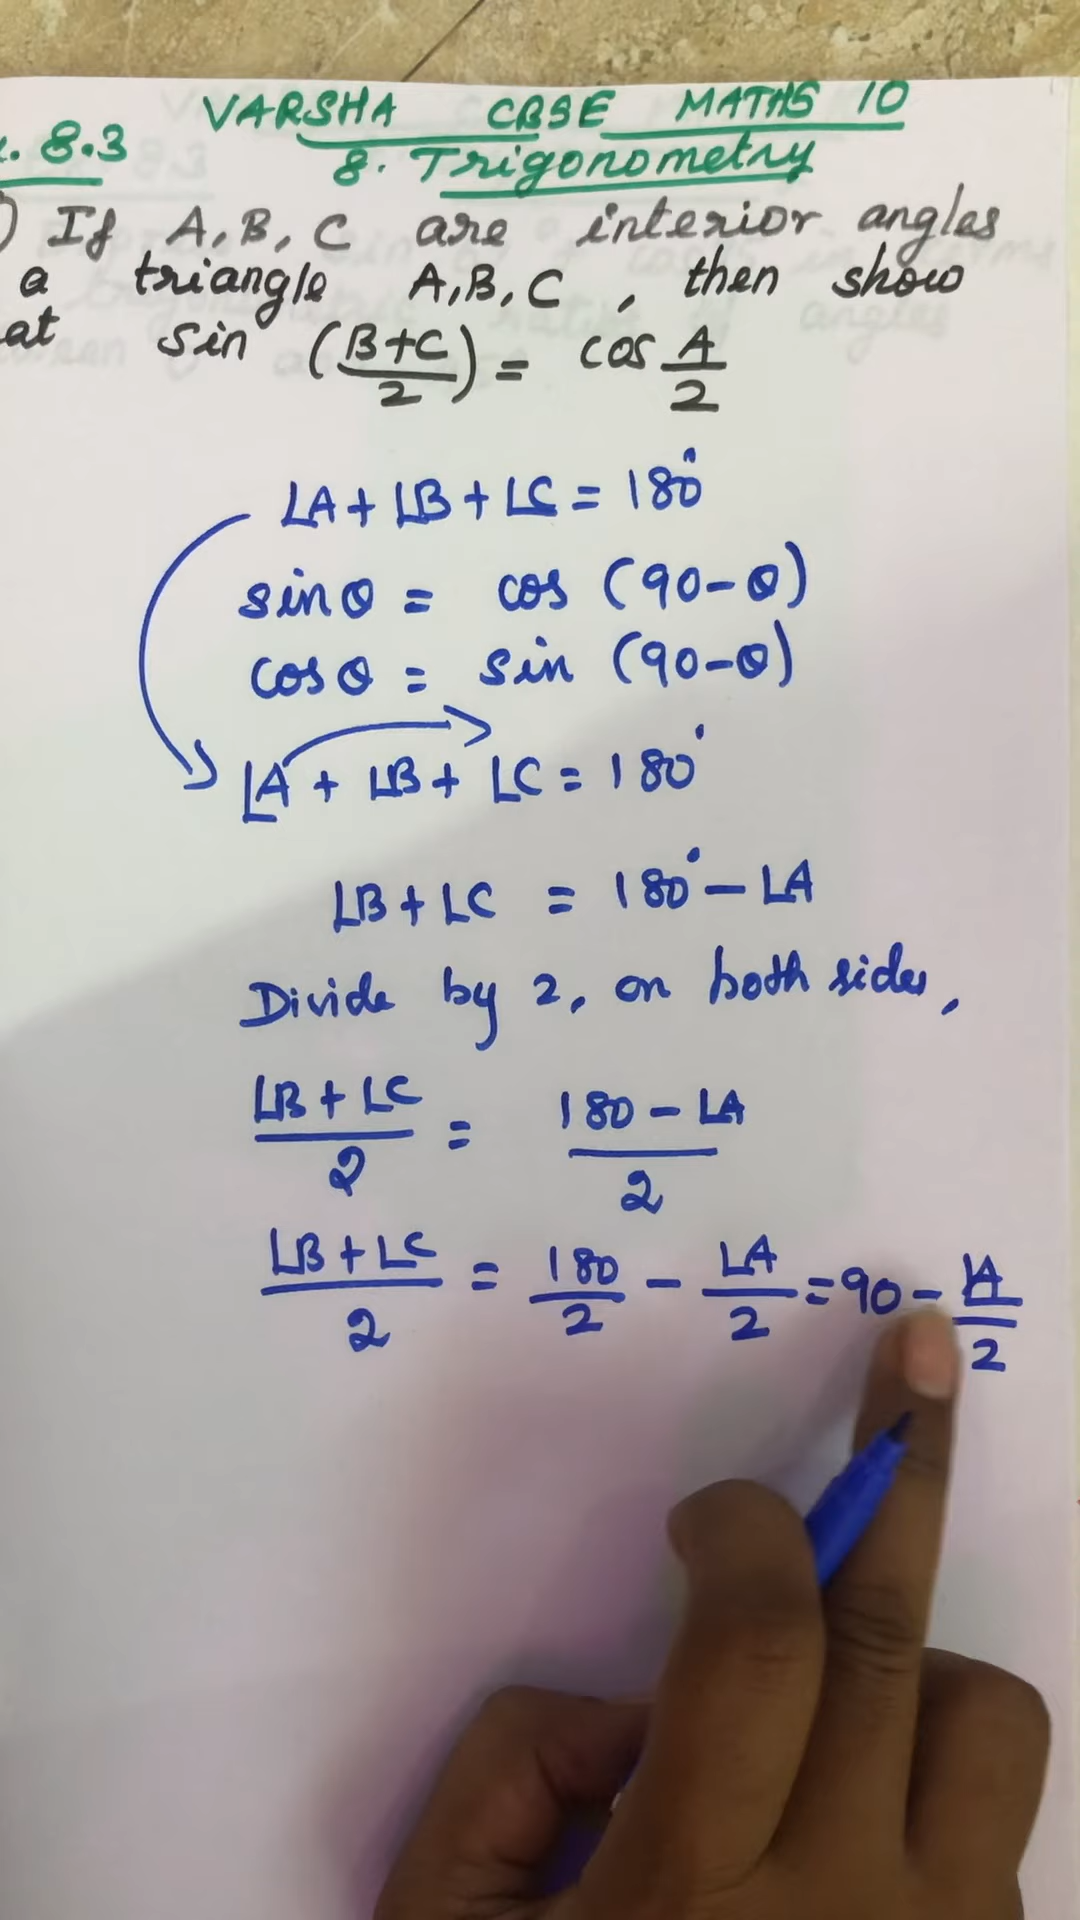 VARSHA CBSE MATHS 10
. 8.3 8. Trigonometry
) If A, B, C are interior angles
a triangle A, B, C , then show
at sin (B+C/2) = cos A/2
∠A + ∠B + ∠C = 180°
sin θ = cos (90-θ)
cos θ = sin (90-θ)
∠A + ∠B + ∠C = 180°
∠B + ∠C = 180° - ∠A
Divide by 2, on both sides,
∠B + ∠C / 2 = 180 - ∠A / 2
∠B + ∠C / 2 = 180/2 - ∠A/2 = 90 - ∠A/2